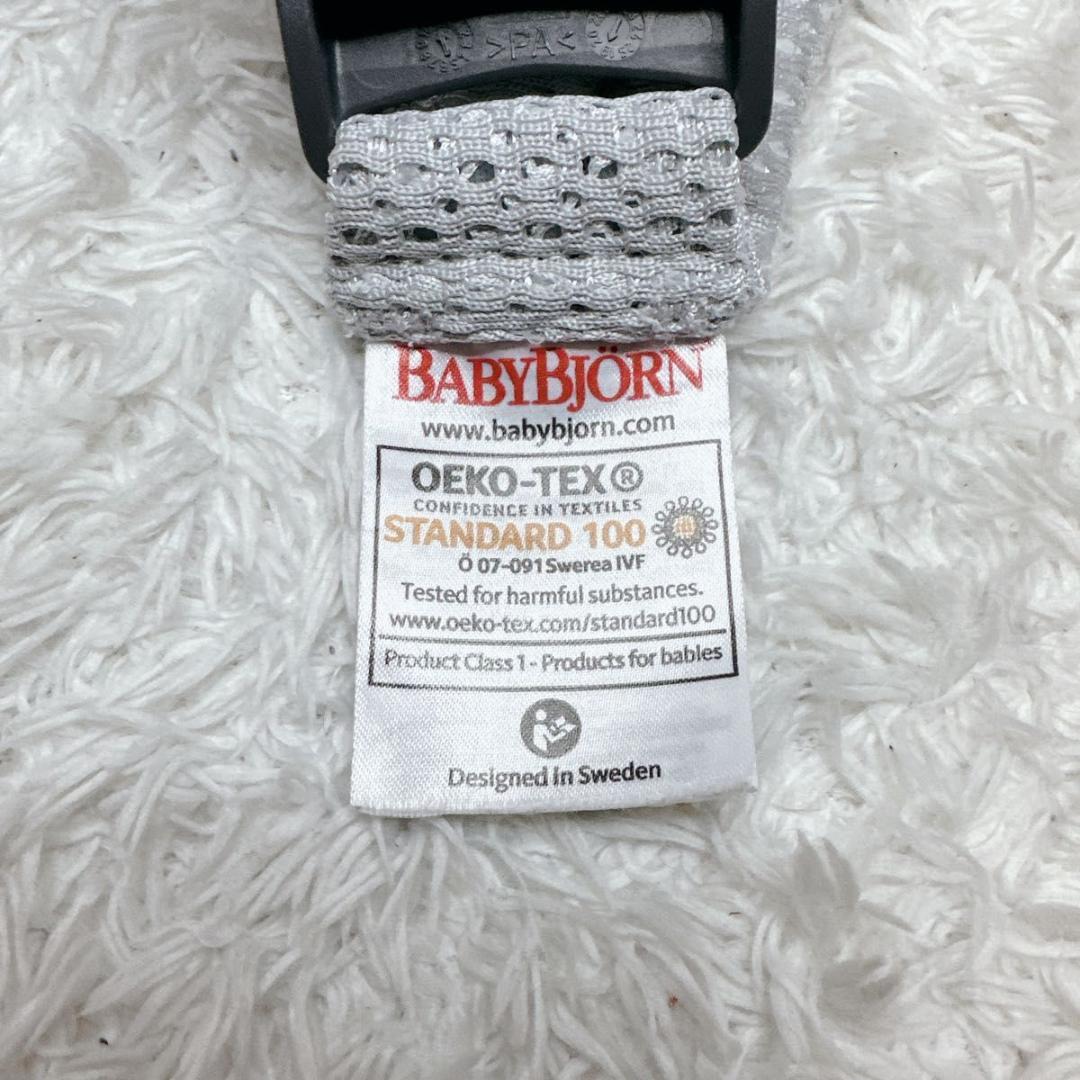 >PA<
BABYBJÖRN
www.babybjorn.com
OEKO-TEX®
CONFIDENCE IN TEXTILES
STANDARD 100
Ö 07-091 Swerea IVF
Tested for harmful substances.
www.oeko-tex.com/standard100
Product Class 1 - Products for babies
Designed in Sweden